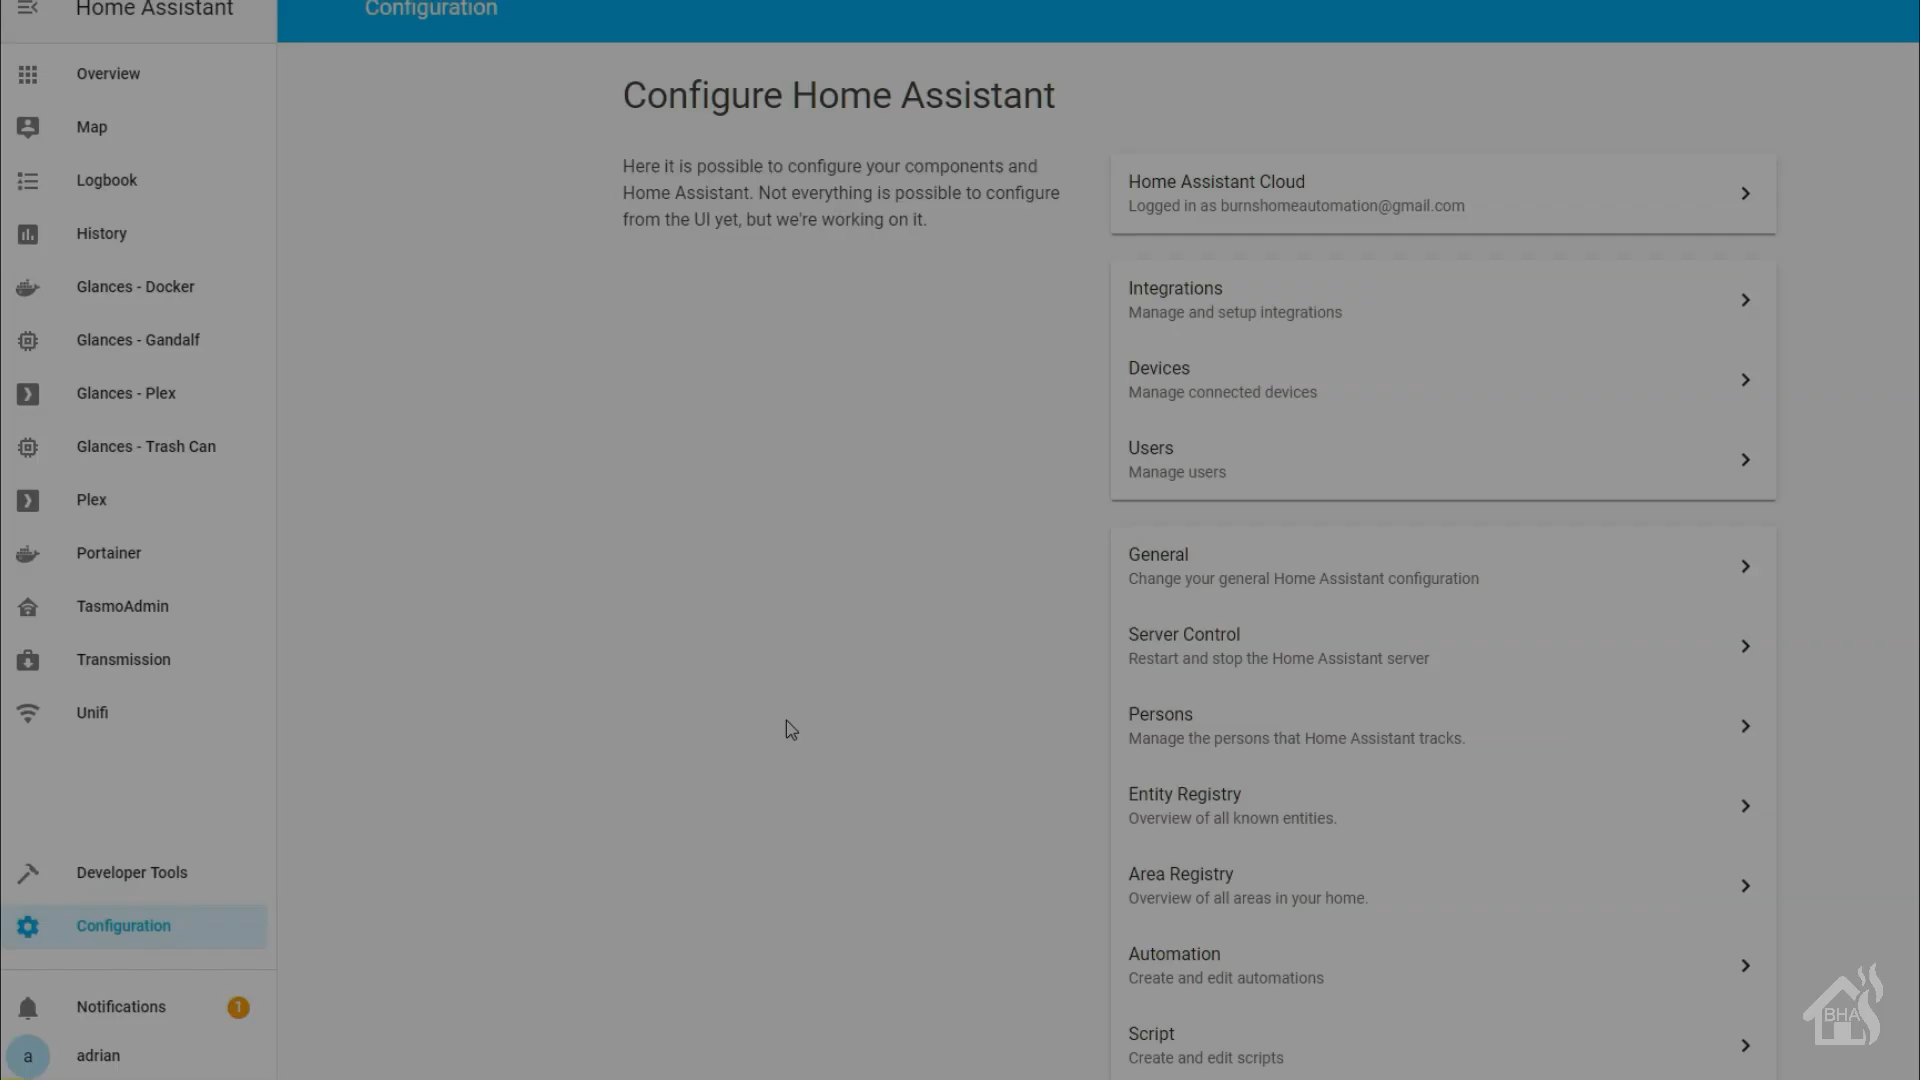 Home Assistant
Configuration
Overview
Map
Logbook
History
Glances - Docker
Glances - Gandalf
Glances - Plex
Glances - Trash Can
Plex
Portainer
TasmoAdmin
Transmission
Unifi
Developer Tools
Configuration
Notifications 1
a adrian
Configure Home Assistant
Here it is possible to configure your components and
Home Assistant. Not everything is possible to configure
from the UI yet, but we're working on it.
Home Assistant Cloud
Logged in as burnshomeautomation@gmail.com
Integrations
Manage and setup integrations
Devices
Manage connected devices
Users
Manage users
General
Change your general Home Assistant configuration
Server Control
Restart and stop the Home Assistant server
Persons
Manage the persons that Home Assistant tracks.
Entity Registry
Overview of all known entities.
Area Registry
Overview of all areas in your home.
Automation
Create and edit automations
Script
Create and edit scripts
BHA